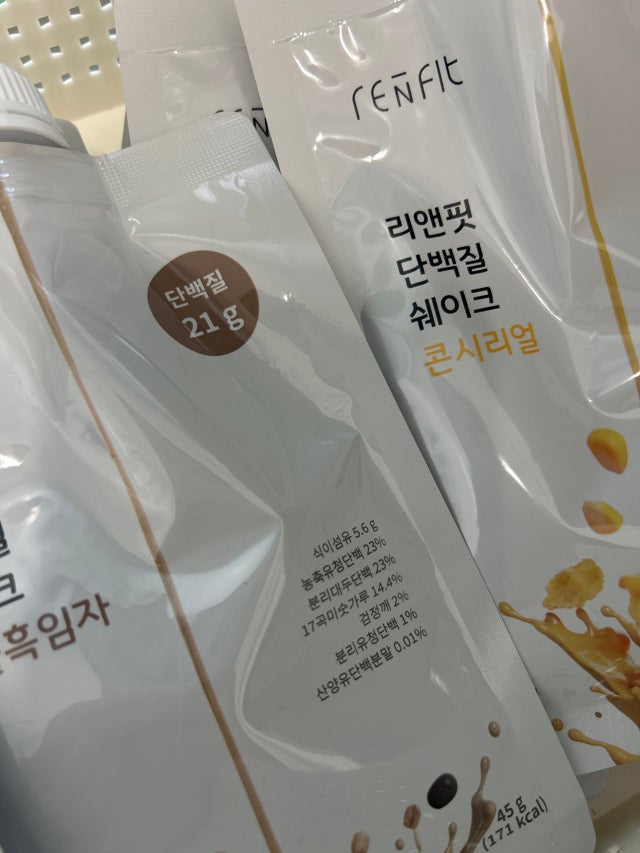 RENFIT
리앤핏
단백질
쉐이크
콘시리얼
단백질
21 g
식이섬유 5.6 g
농축유청단백 23%
분리대두단백 23%
17곡미숫가루 14.4%
검정깨 2%
분리유청단백 1%
산양유단백분말 0.01%
크
흑임자
45 g
(171 kcal)